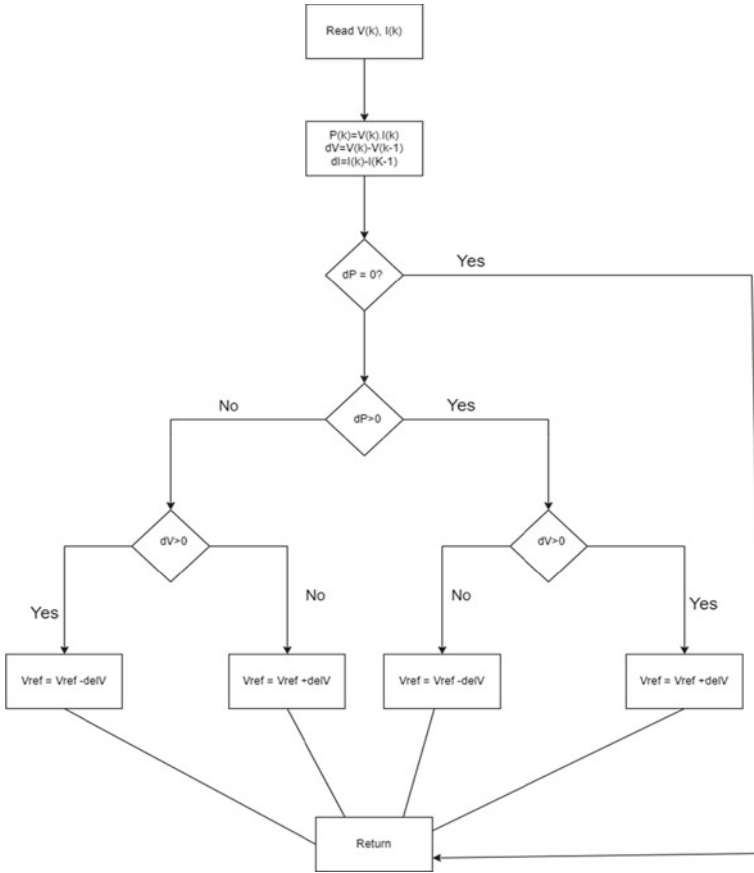 Read V(k), I(k)
P(k)=V(k).I(k)
dV=V(k)-V(k-1)
dI=I(k)-I(K-1)
dP = 0?
Yes
dP>0
No
Yes
dV>0
dV>0
Yes
No
No
Yes
Vref = Vref -delV
Vref = Vref +delV
Vref = Vref -delV
Vref = Vref +delV
Return